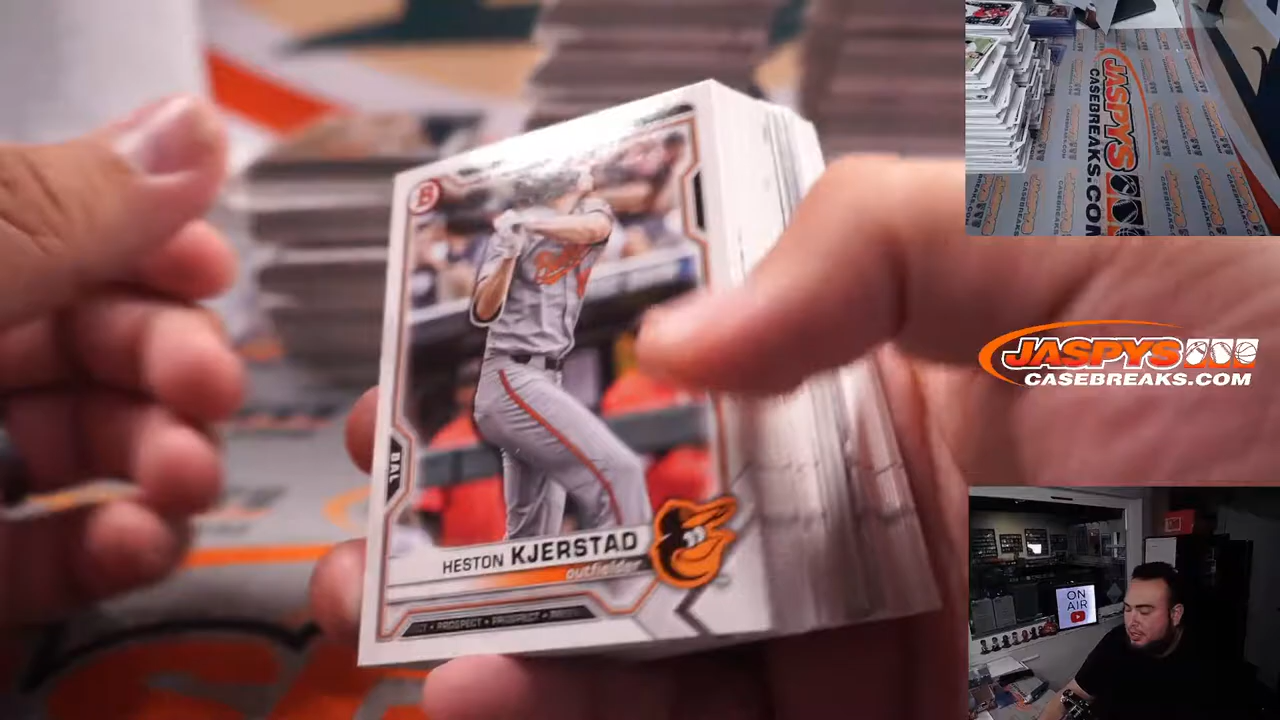 B
BAL
HESTON KJERSTAD
outfielder
PROSPECT • PROSPECT
JASPYS
CASEBREAKS.COM
JASPYS
CASEBREAKS.COM
ON
AIR